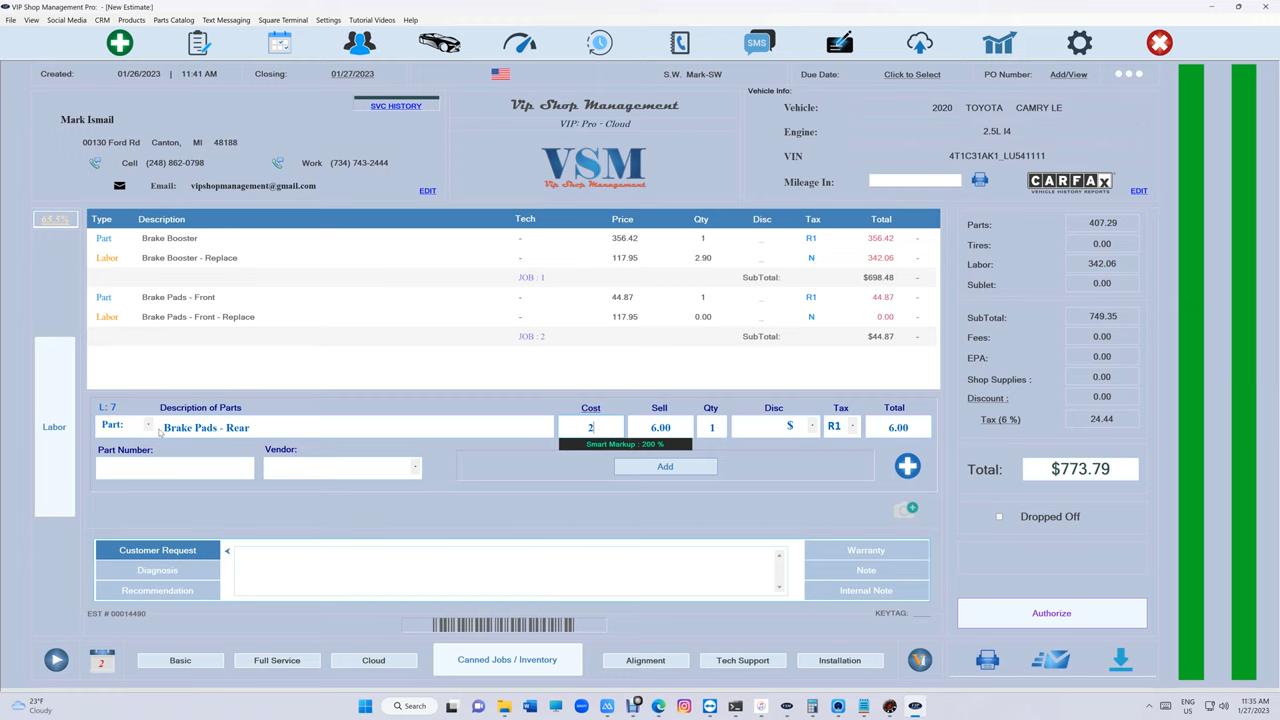 VIP Shop Management Pro: - [New Estimate:]
File View Social Media CRM Products Parts Catalog Text Messaging Square Terminal Settings Tutorial Videos Help
SMS
Created: 01/26/2023 | 11:41 AM Closing: 01/27/2023 S.W. Mark-SW Due Date: Click to Select PO Number: Add/View
SVC HISTORY
Mark Ismail
00130 Ford Rd Canton, MI 48188
Cell (248) 862-0798 Work (734) 743-2444
Email: vipshopmanagement@gmail.com
EDIT
Vip Shop Management
VIP: Pro - Cloud
VSM
Vip Shop Management
Vehicle Info:
Vehicle: 2020 TOYOTA CAMRY LE
Engine: 2.5L I4
VIN 4T1C31AK1_LU541111
Mileage In:
CARFAX
VEHICLE HISTORY REPORTS
EDIT
65.5%
Type Description Tech Price Qty Disc Tax Total
Part Brake Booster - 356.42 1 _ R1 356.42 -
Labor Brake Booster - Replace - 117.95 2.90 _ N 342.06 -
JOB : 1 SubTotal: $698.48 -
Part Brake Pads - Front - 44.87 1 _ R1 44.87 -
Labor Brake Pads - Front - Replace - 117.95 0.00 _ N 0.00 -
JOB : 2 SubTotal: $44.87 -
Labor
L: 7 Description of Parts Cost Sell Qty Disc Tax Total
Part: Brake Pads - Rear 2 6.00 1 $ R1 6.00
Smart Markup : 200 %
Part Number: Vendor:
Add
Customer Request
Diagnosis
Recommendation
Warranty
Note
Internal Note
EST # 00014490
KEYTAG: ____
Parts: 407.29
Tires: 0.00
Labor: 342.06
Sublet: 0.00
SubTotal: 749.35
Fees: 0.00
EPA: 0.00
Shop Supplies : 0.00
Discount : 0.00
Tax (6 %) 24.44
Total: $773.79
Dropped Off
Authorize
2
Basic Full Service Cloud Canned Jobs / Inventory Alignment Tech Support Installation
23°F
Cloudy
Search
ENG
US
11:35 AM
1/27/2023